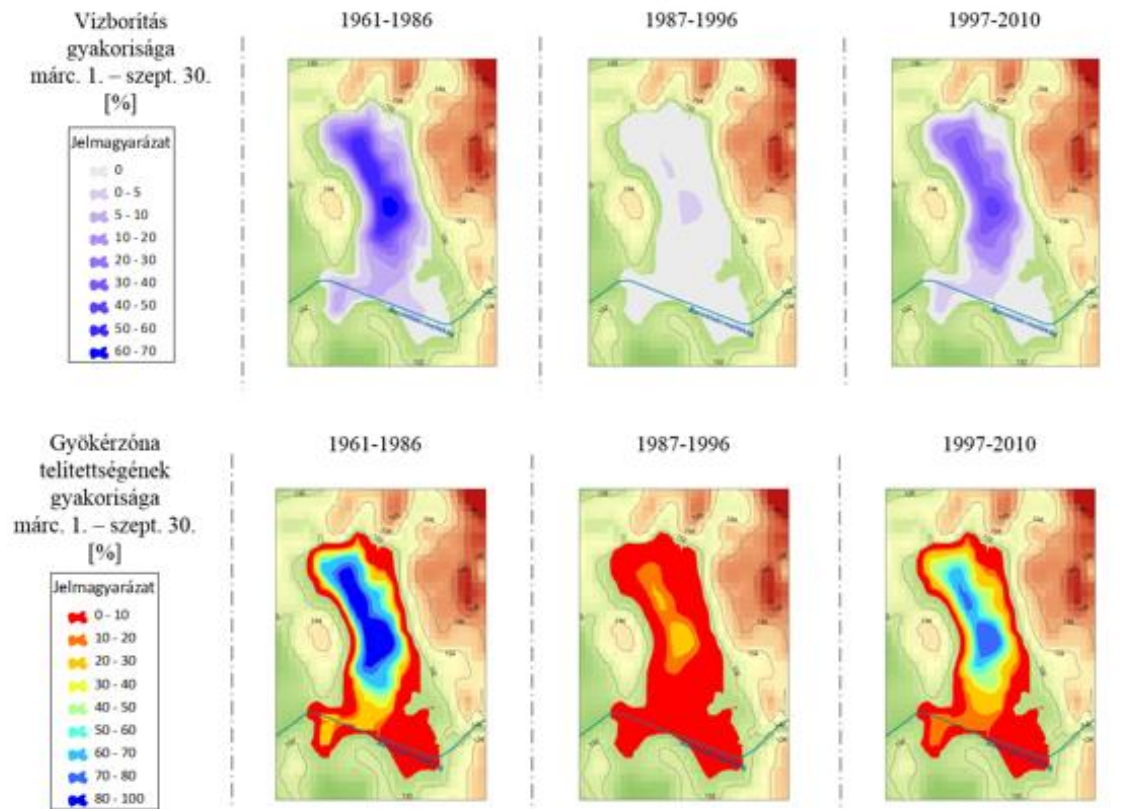 Vízborítás
gyakorisága
márc. 1. – szept. 30.
[%]
Jelmagyarázat
0
0 - 5
5 - 10
10 - 20
20 - 30
30 - 40
40 - 50
50 - 60
60 - 70
1961-1986
1987-1996
1997-2010
Gyökérzóna
telítettségének
gyakorisága
márc. 1. – szept. 30.
[%]
Jelmagyarázat
0 - 10
10 - 20
20 - 30
30 - 40
40 - 50
50 - 60
60 - 70
70 - 80
80 - 100
1961-1986
1987-1996
1997-2010